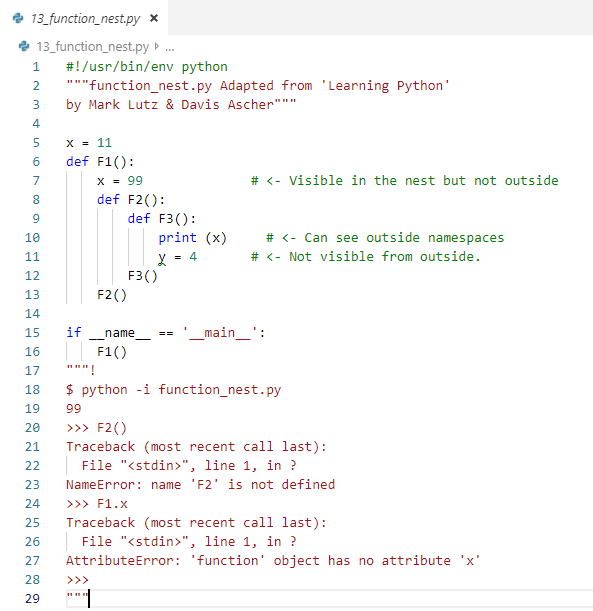 13_function_nest.py ×
13_function_nest.py > ...
1 #!/usr/bin/env python
2 """function_nest.py Adapted from 'Learning Python'
3 by Mark Lutz & Davis Ascher"""
4
5 x = 11
6 def F1():
7     x = 99              # <- Visible in the nest but not outside
8     def F2():
9         def F3():
10             print (x)     # <- Can see outside namespaces
11             y = 4       # <- Not visible from outside.
12         F3()
13     F2()
14
15 if __name__ == '__main__':
16     F1()
17 """!
18 $ python -i function_nest.py
19 99
20 >>> F2()
21 Traceback (most recent call last):
22   File "<stdin>", line 1, in ?
23 NameError: name 'F2' is not defined
24 >>> F1.x
25 Traceback (most recent call last):
26   File "<stdin>", line 1, in ?
27 AttributeError: 'function' object has no attribute 'x'
28 >>>
29 """